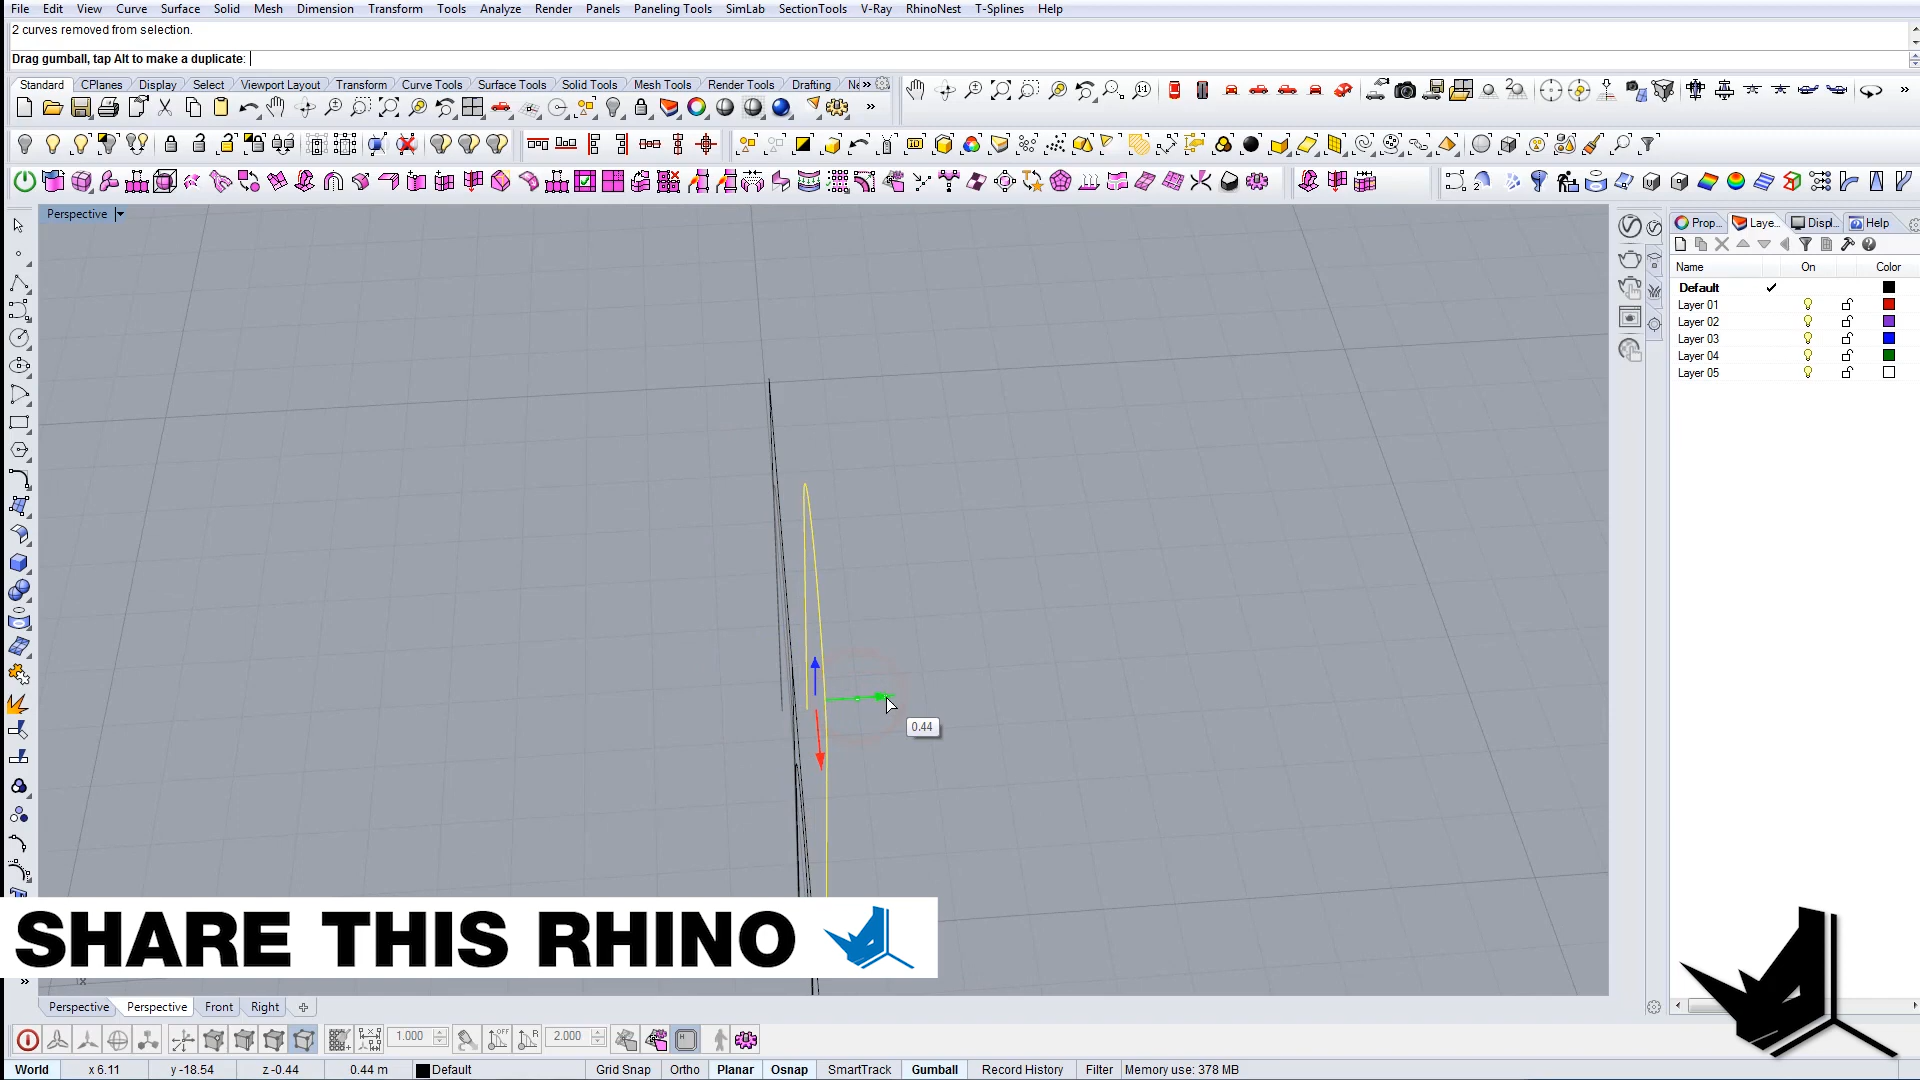 File Edit View Curve Surface Solid Mesh Dimension Transform Tools Analyze Render Panels Paneling Tools SimLab SectionTools V-Ray RhinoNest T-Splines Help
2 curves removed from selection.
Drag gumball, tap Alt to make a duplicate:
Standard CPlanes Display Select Viewport Layout Transform Curve Tools Surface Tools Solid Tools Mesh Tools Render Tools Drafting
Perspective
Prop... Laye... Displ... Help
Name On Color
Default
Layer 01
Layer 02
Layer 03
Layer 04
Layer 05
0.44
SHARE THIS RHINO
Perspective Perspective Front Right
1.000 2.000
World x 6.11 y -18.54 z -0.44 0.44 m Default Grid Snap Ortho Planar Osnap SmartTrack Gumball Record History Filter Memory use: 378 MB